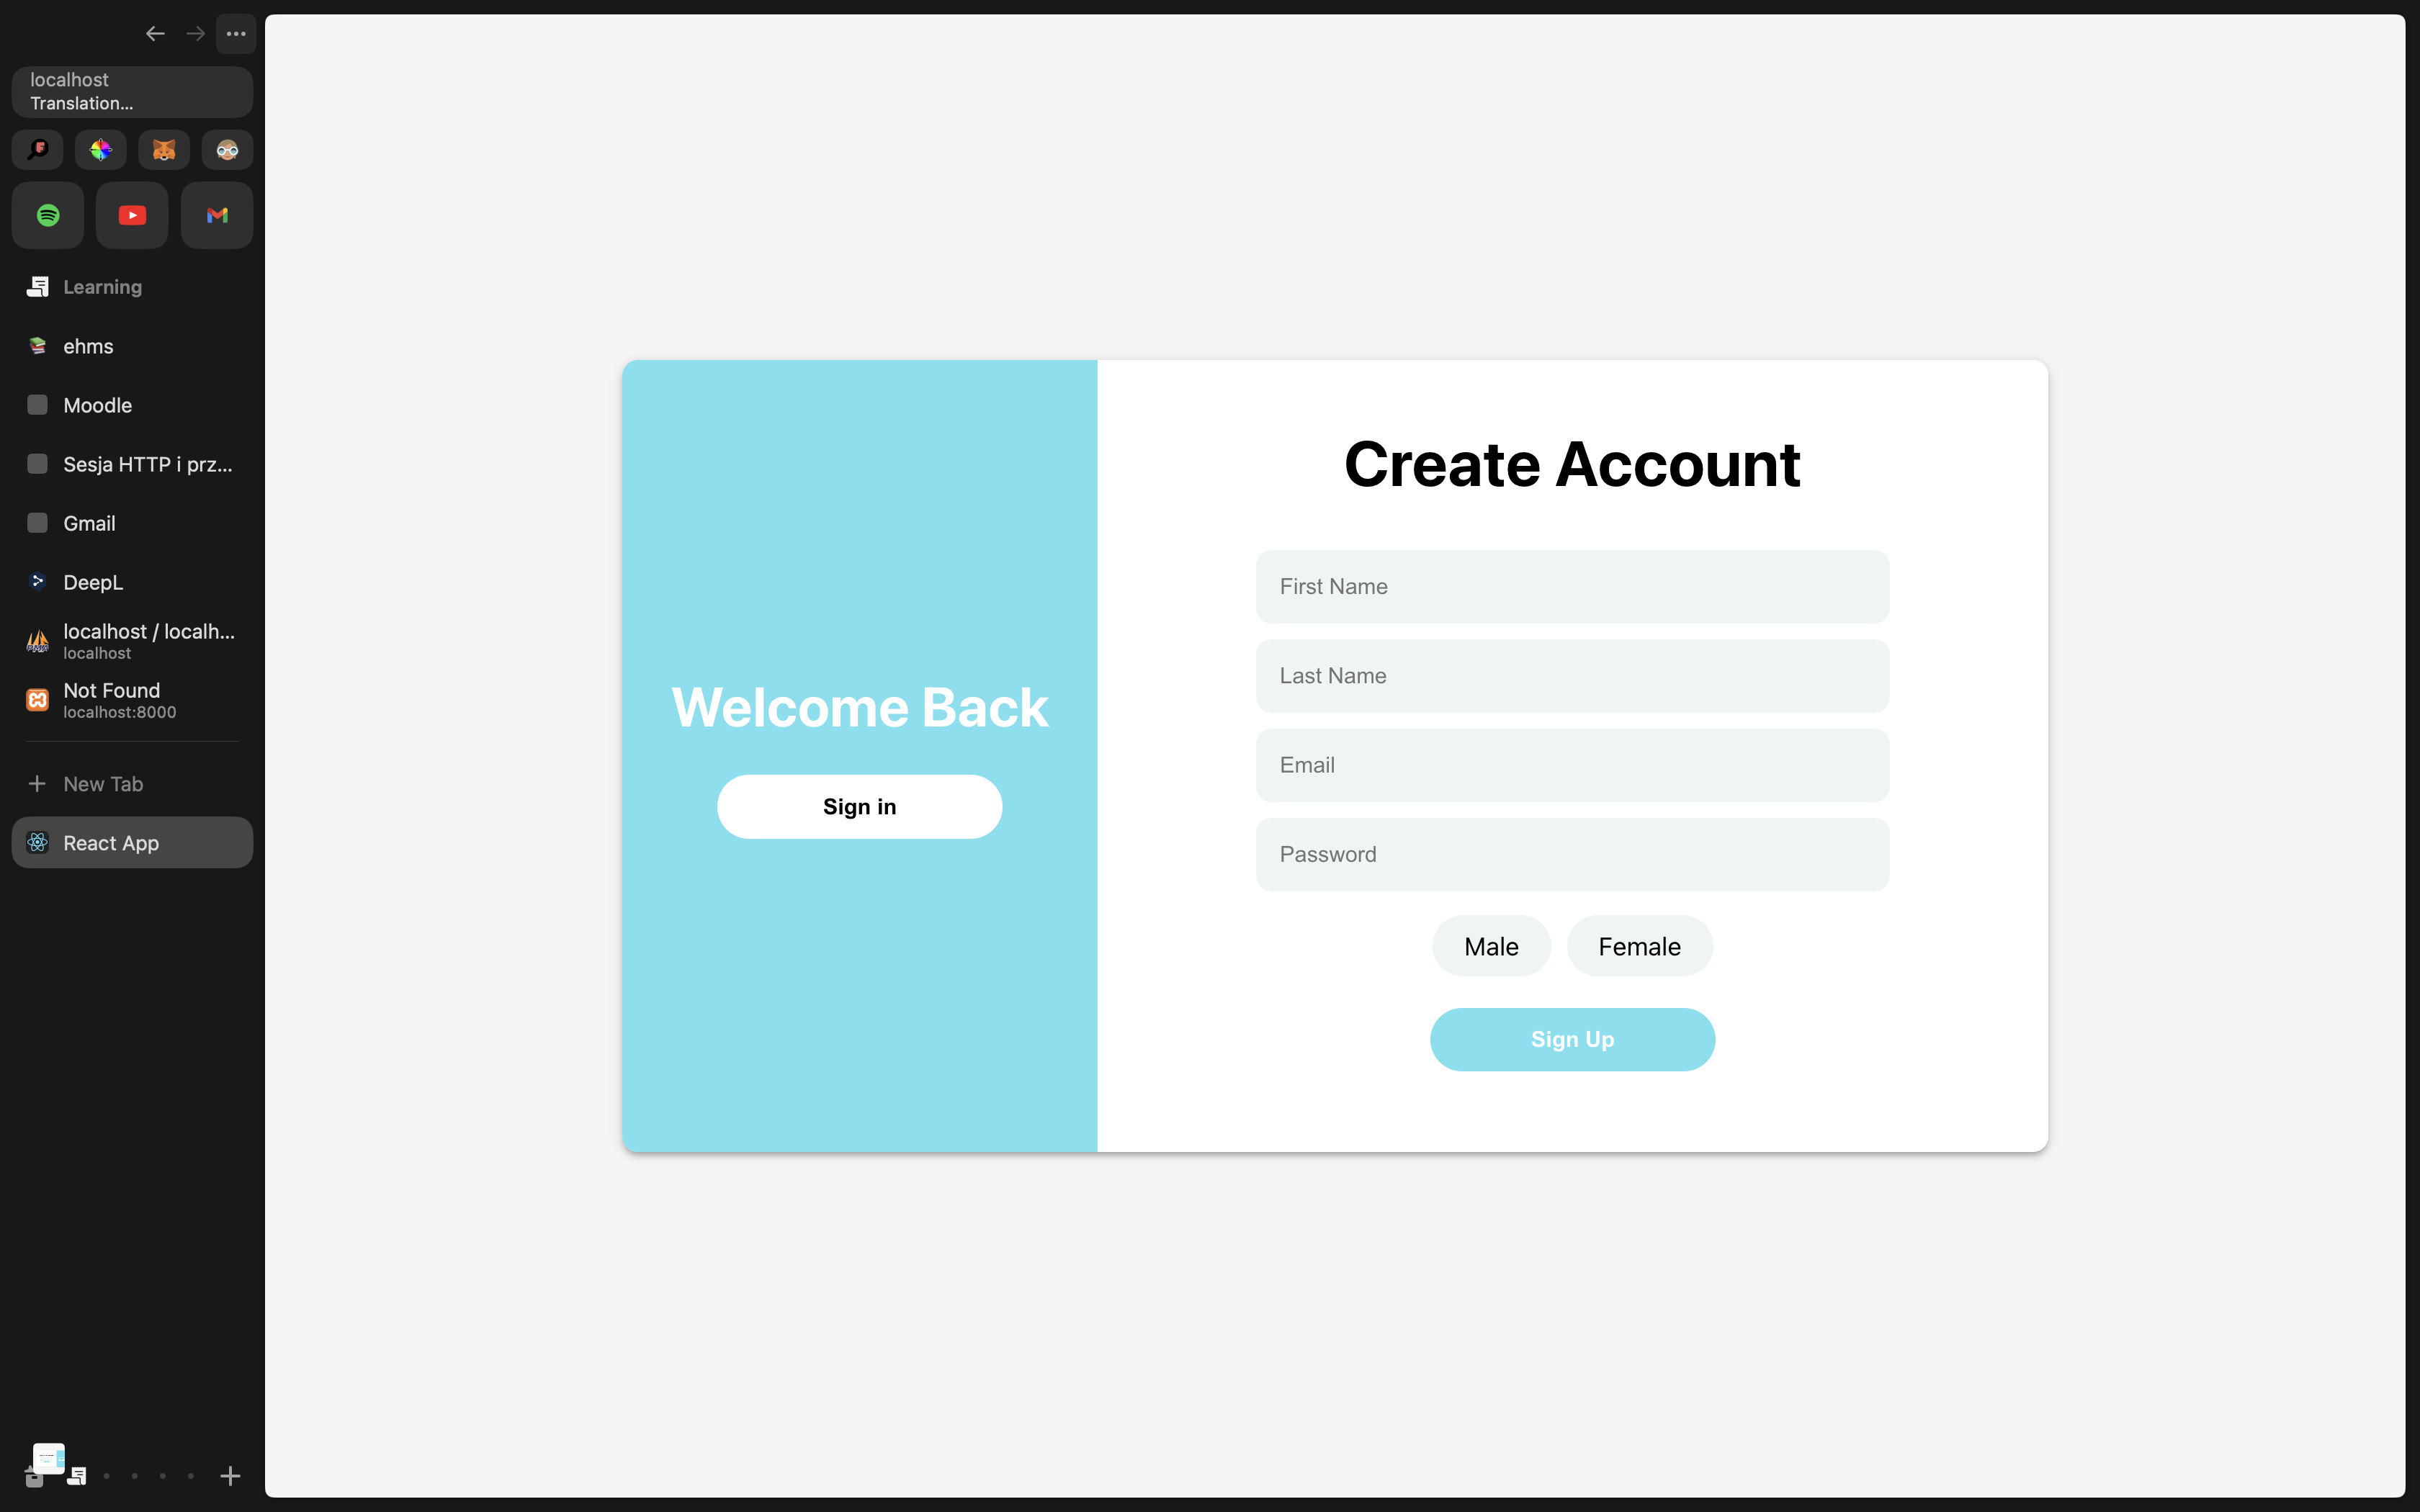 localhost
Translation...
Learning
ehms
Moodle
Sesja HTTP i prz...
Gmail
DeepL
localhost / localh...
localhost
Not Found
localhost:8000
New Tab
React App
Welcome Back
Sign in
Create Account
First Name
Last Name
Email
Password
Male Female
Sign Up